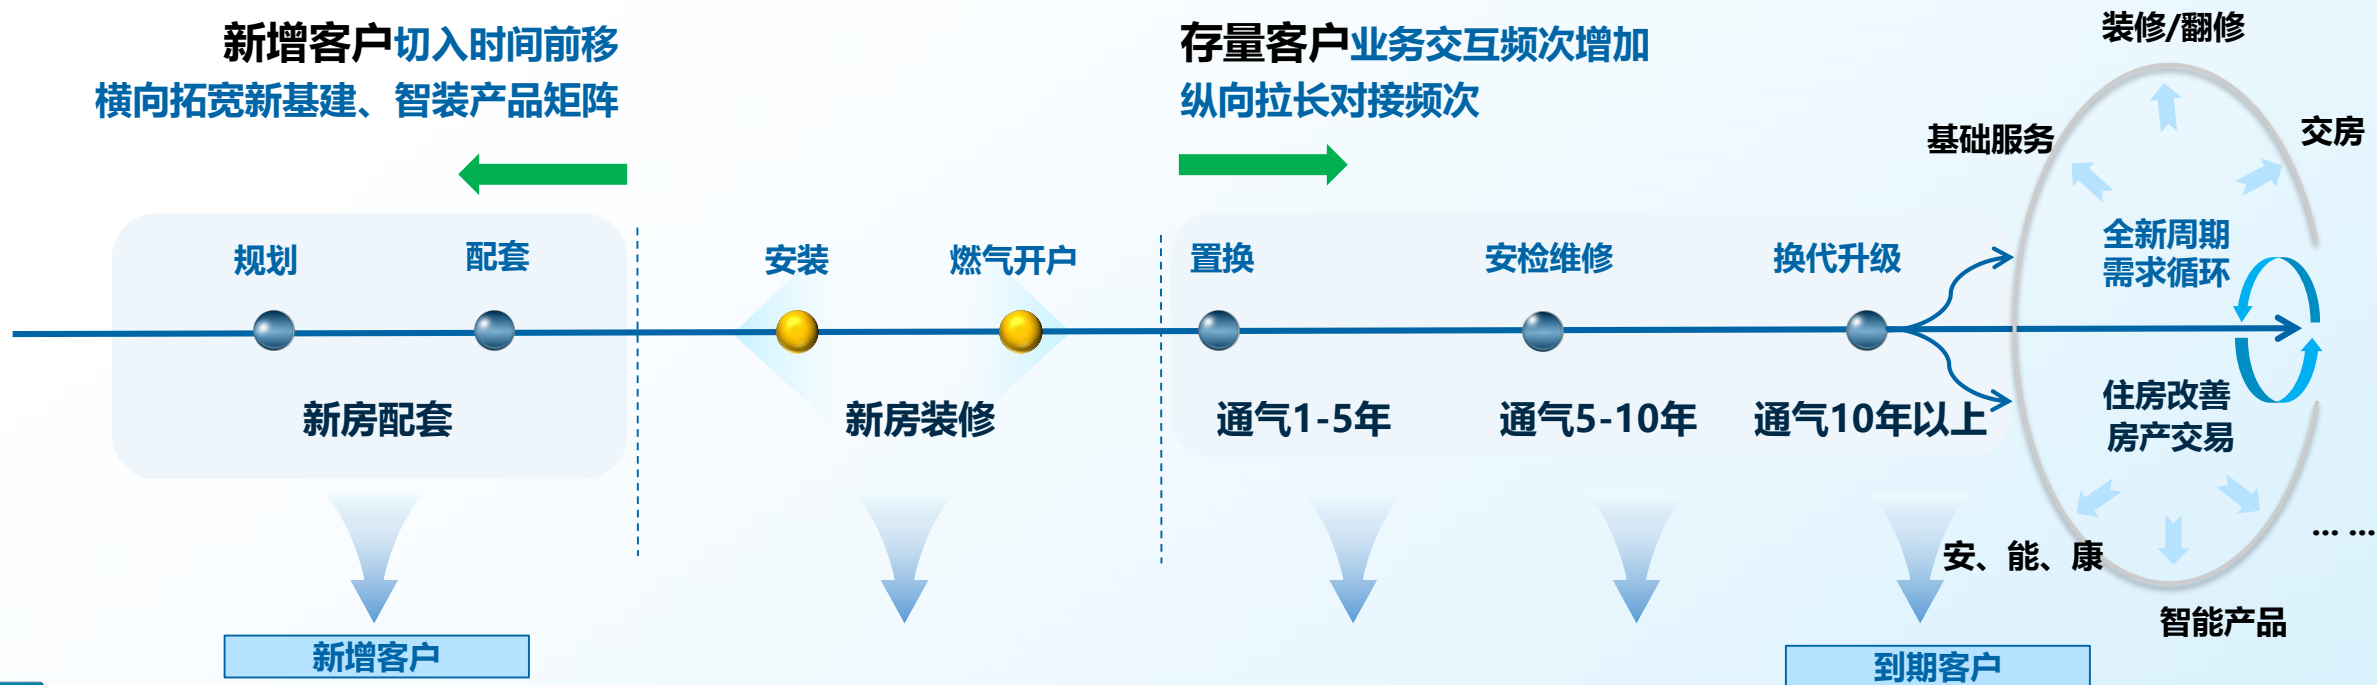 新增客户切入时间前移
横向拓宽新基建、智装产品矩阵
存量客户业务交互频次增加
纵向拉长对接频次
装修/翻修
基础服务
交房
规划
配套
安装
燃气开户
置换
安检维修
换代升级
全新周期
需求循环
新房配套
新房装修
通气1-5年
通气5-10年
通气10年以上
住房改善
房产交易
安、能、康
... ...
智能产品
新增客户
到期客户